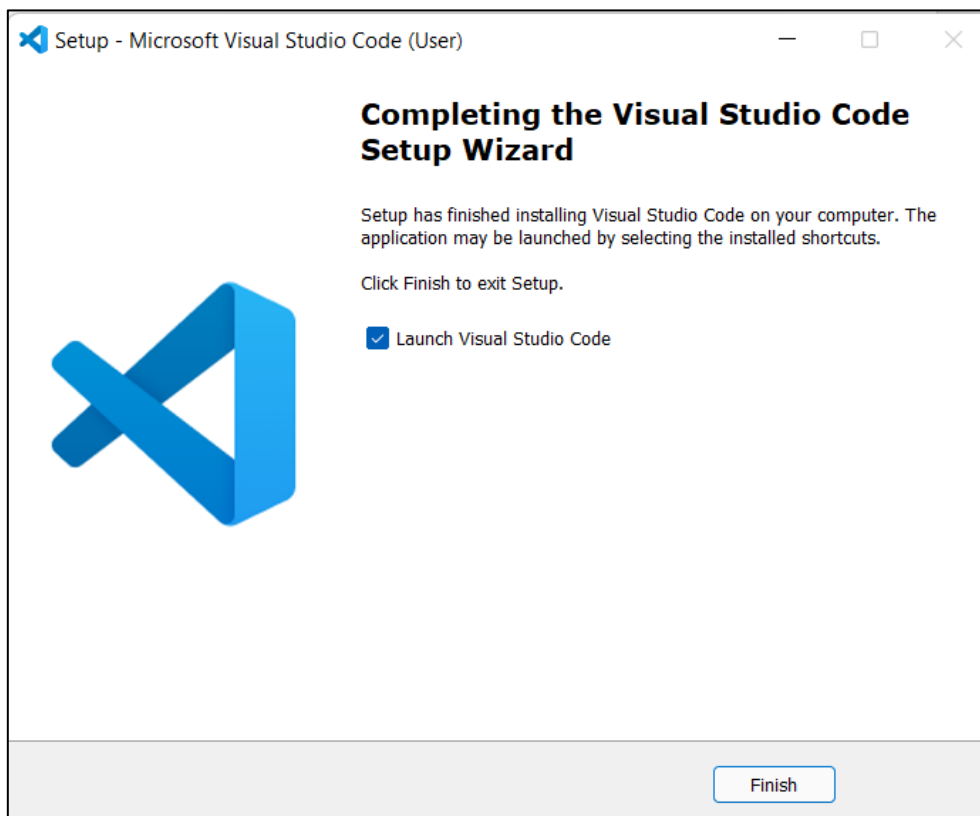 Setup - Microsoft Visual Studio Code (User)
Completing the Visual Studio Code
Setup Wizard
Setup has finished installing Visual Studio Code on your computer. The
application may be launched by selecting the installed shortcuts.
Click Finish to exit Setup.
Launch Visual Studio Code
Finish